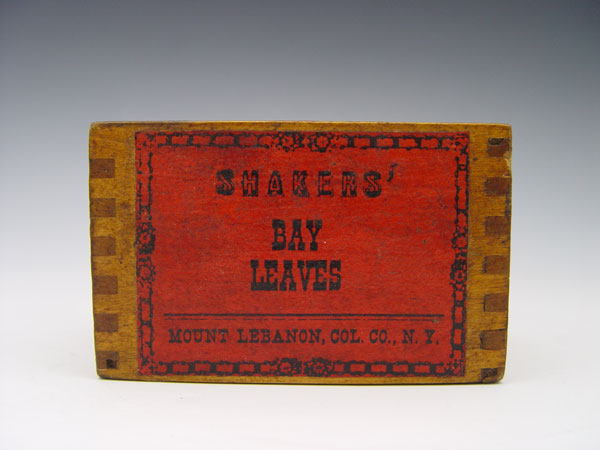 SHAKERS'
BAY
LEAVES
MOUNT LEBANON, COL. CO., N. Y.